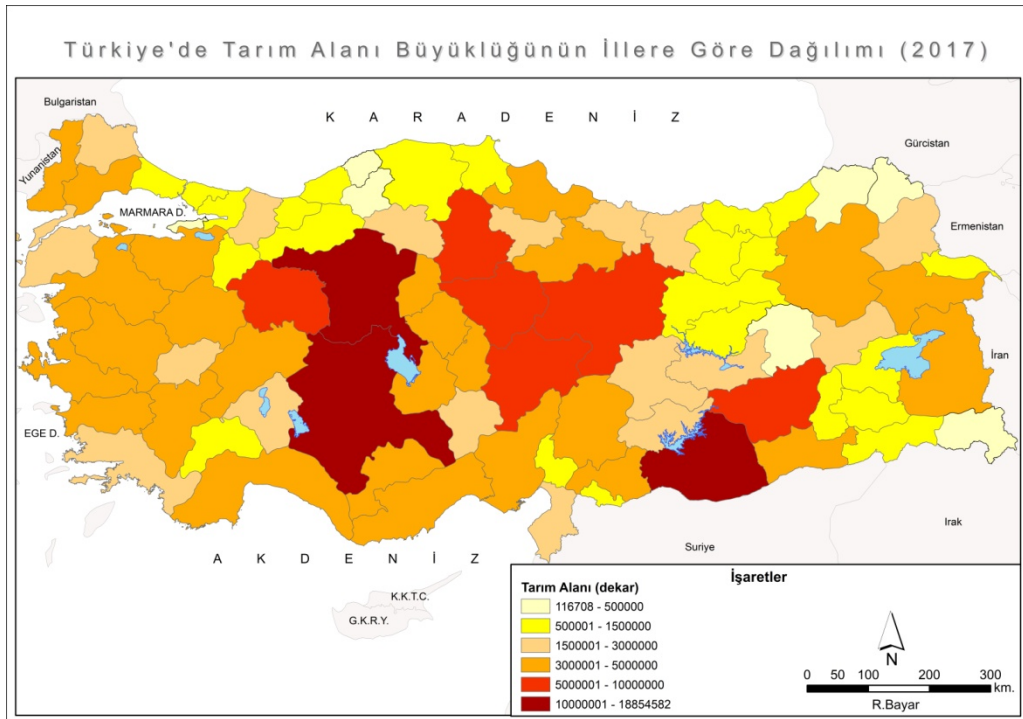 Türkiye'de Tarım Alanı Büyüklüğünün İllere Göre Dağılımı (2017)
Bulgaristan
K A R A D E N İ Z
Gürcistan
Yunanistan
MARMARA D.
Ermenistan
İran
EGE D.
Irak
Suriye
A K D E N İ Z
K.K.T.C.
G.K.R.Y.
İşaretler
Tarım Alanı (dekar)
116708 - 500000
500001 - 1500000
1500001 - 3000000
3000001 - 5000000
5000001 - 10000000
10000001 - 18854582
N
0 50 100 200 300
km.
R.Bayar